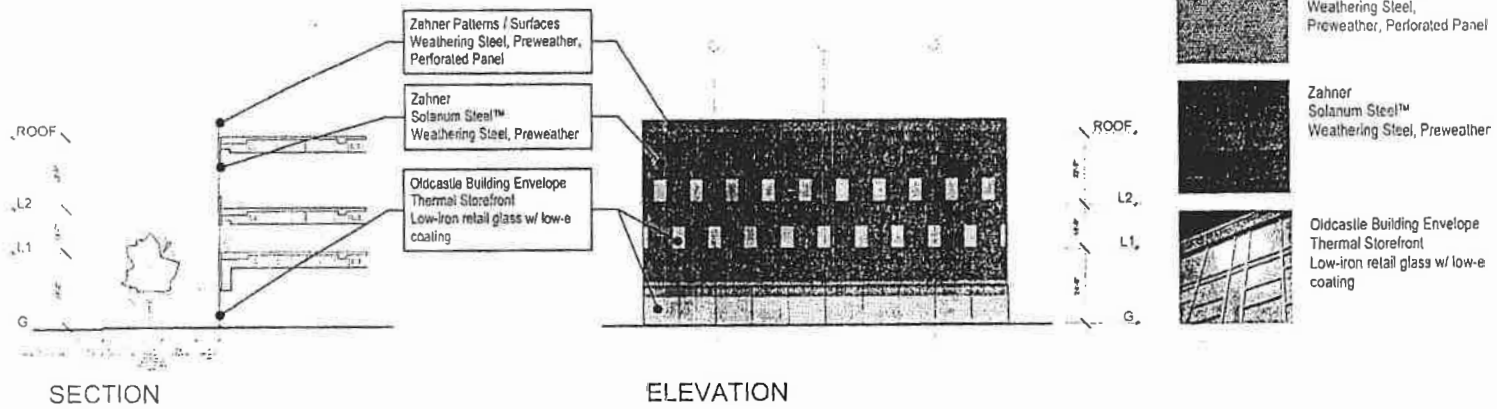 Zahner Patterns / Surfaces
Weathering Steel, Preweather,
Perforated Panel
Zahner
Solanum Steel™
Weathering Steel, Preweather
Oldcastle Building Envelope
Thermal Storefront
Low-iron retail glass w/ low-e
coating
ROOF
L2
L1
G
SECTION
ROOF
L2
L1
G
ELEVATION
Weathering Steel,
Preweather, Perforated Panel
Zahner
Solanum Steel™
Weathering Steel, Preweather
Oldcastle Building Envelope
Thermal Storefront
Low-iron retail glass w/ low-e
coating